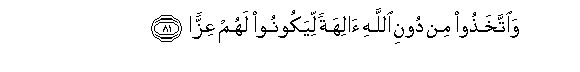 وَٱتَّخَذُوا۟ مِن دُونِ ٱللَّهِ ءَالِهَةً لِّيَكُونُوا۟ لَهُمْ عِزًّا ﴿٨١﴾